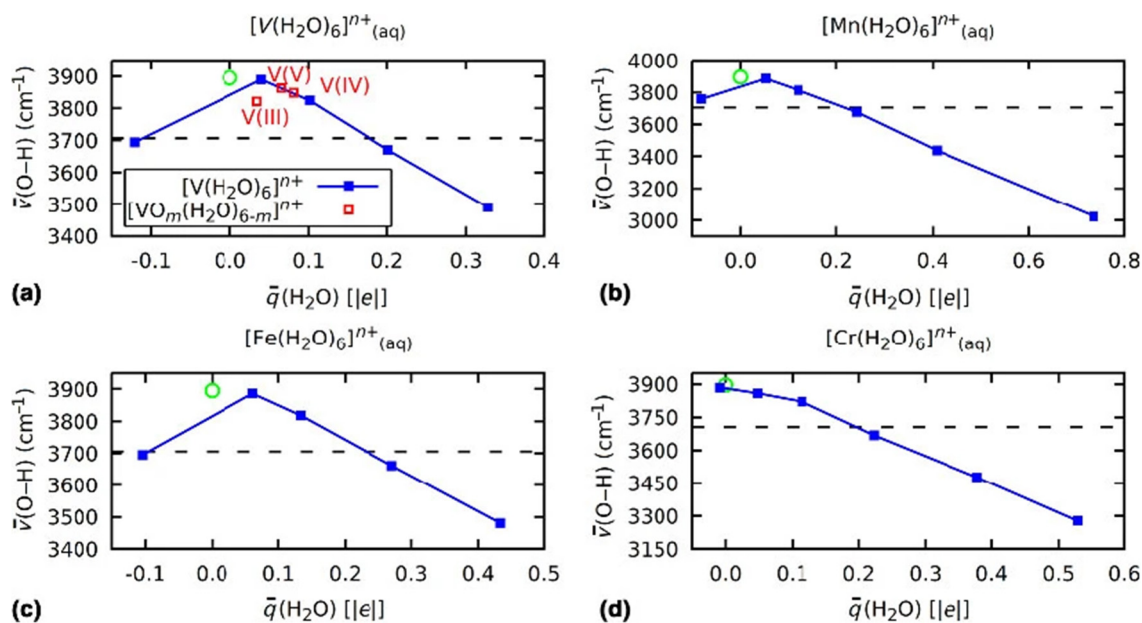 [V(H₂O)₆]ⁿ⁺(aq)
3900
3800
3700
3600
3500
3400
V(V)
V(IV)
V(III)
[V(H₂O)₆]ⁿ⁺
[VOₘ(H₂O)₆₋ₘ]ⁿ⁺
ν̄(O−H) (cm⁻¹)
-0.1 0.0 0.1 0.2 0.3 0.4
(a)
q̄(H₂O) [|e|]
[Mn(H₂O)₆]ⁿ⁺(aq)
4000
3800
3600
3400
3200
3000
ν̄(O−H) (cm⁻¹)
0.0 0.2 0.4 0.6 0.8
(b)
q̄(H₂O) [|e|]
[Fe(H₂O)₆]ⁿ⁺(aq)
3900
3800
3700
3600
3500
3400
ν̄(O−H) (cm⁻¹)
-0.1 0.0 0.1 0.2 0.3 0.4 0.5
(c)
q̄(H₂O) [|e|]
[Cr(H₂O)₆]ⁿ⁺(aq)
3900
3750
3600
3450
3300
3150
ν̄(O−H) (cm⁻¹)
0.0 0.1 0.2 0.3 0.4 0.5 0.6
(d)
q̄(H₂O) [|e|]